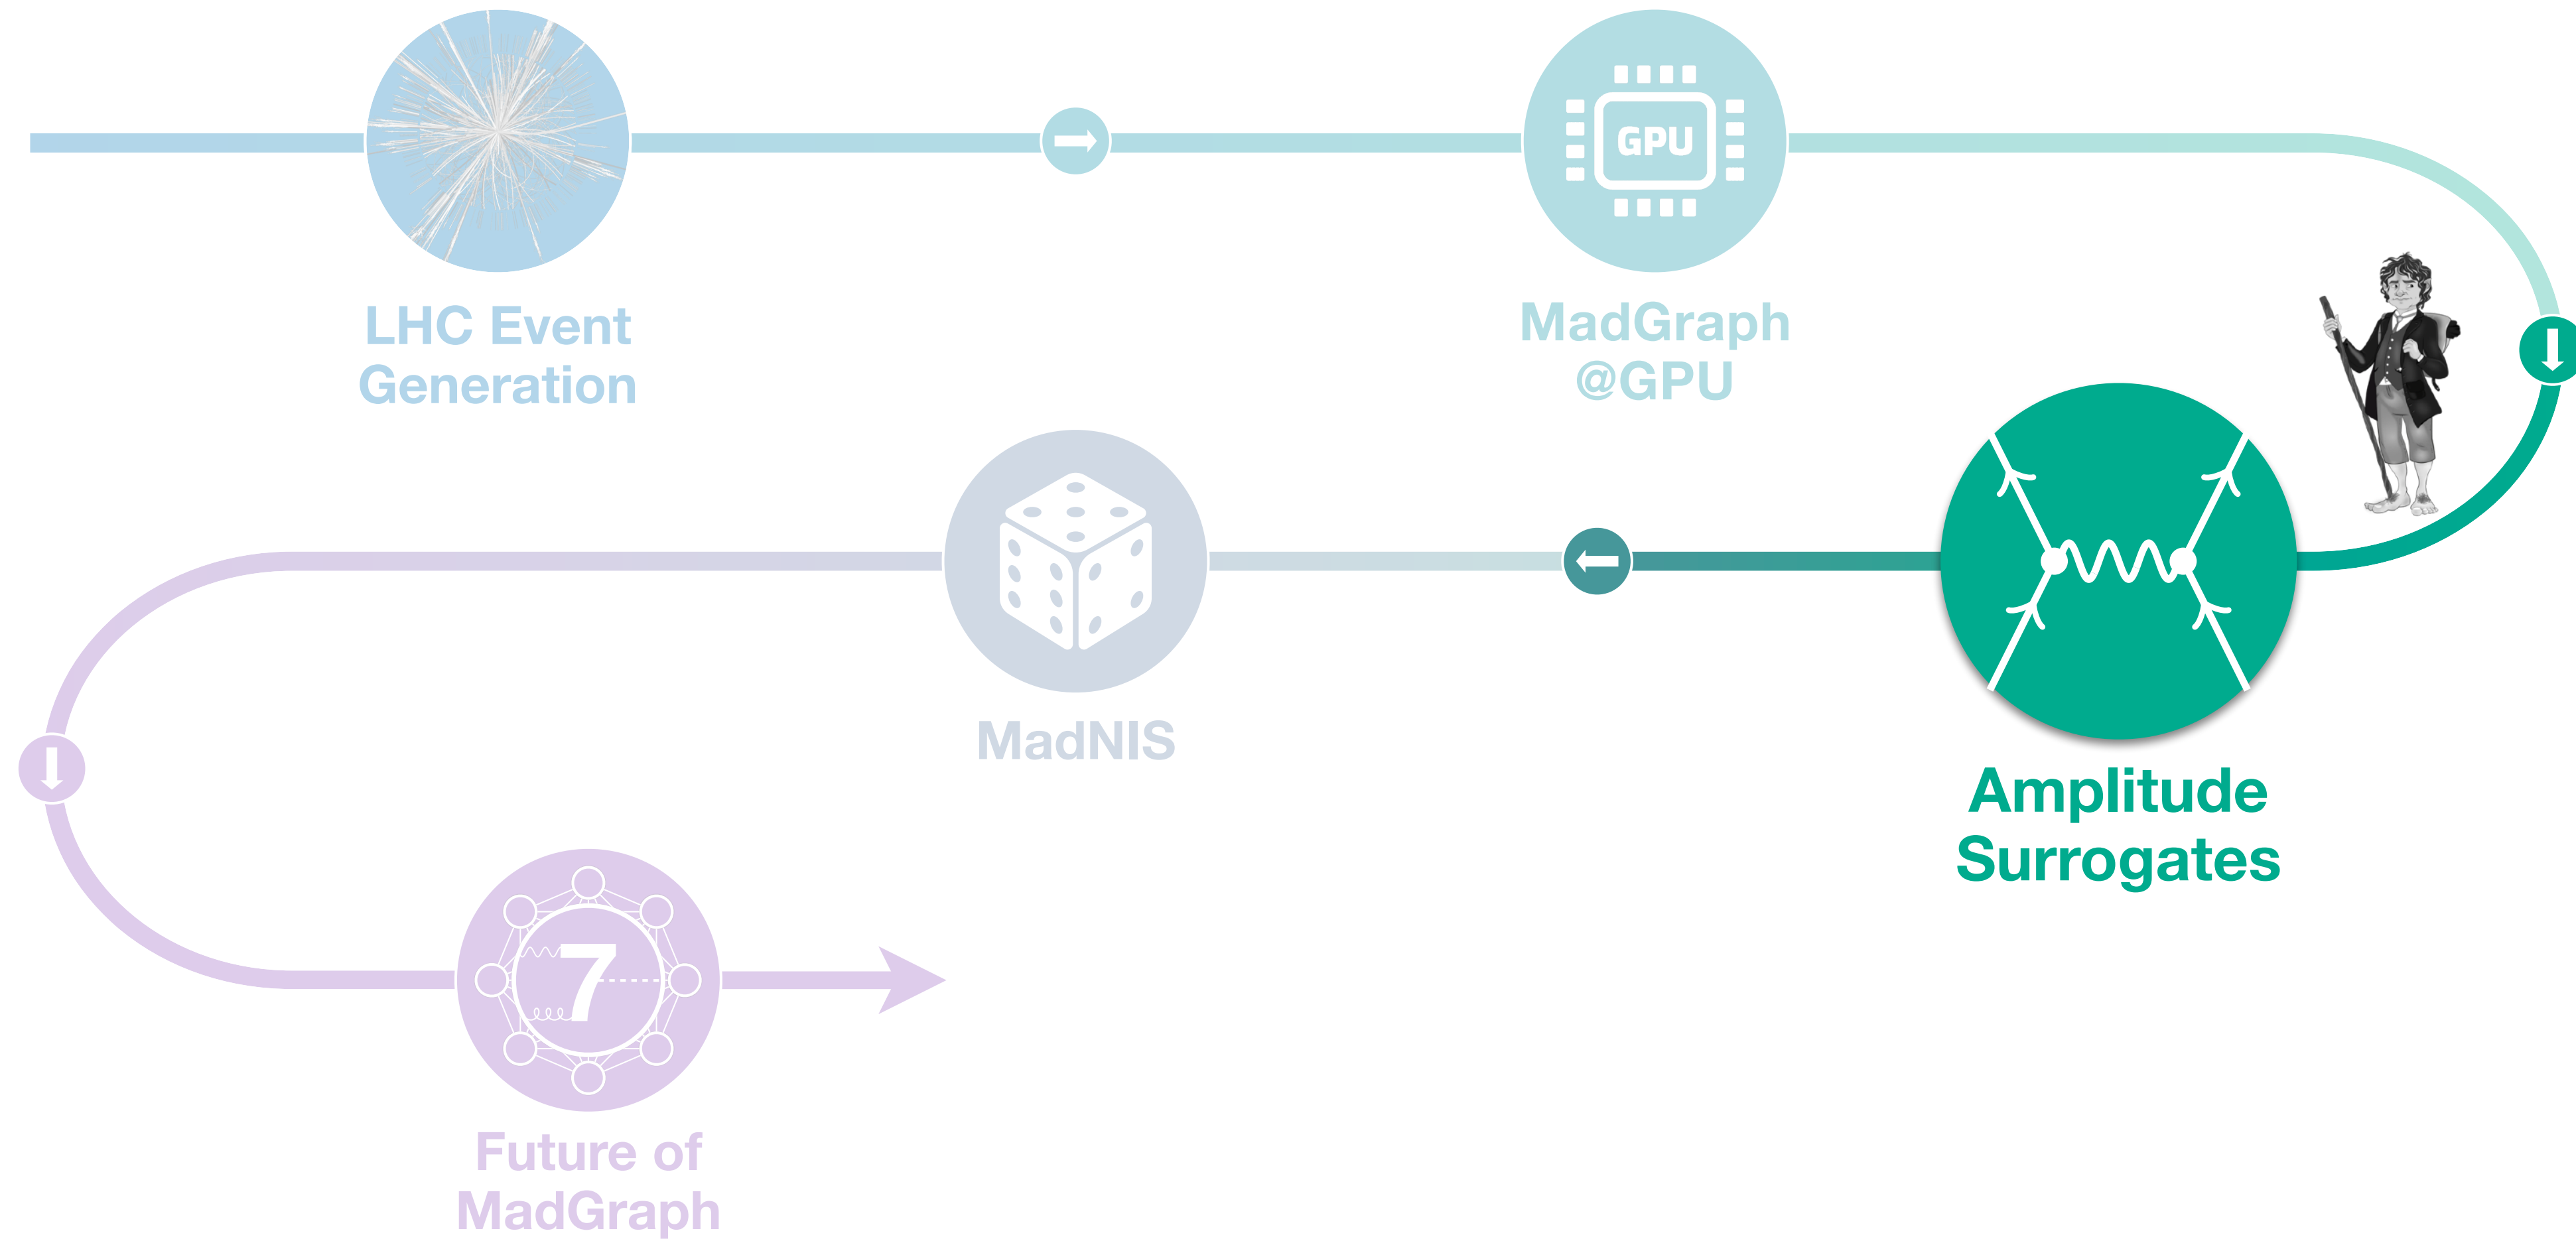 LHC Event
Generation
GPU
MadGraph
@GPU
Amplitude
Surrogates
MadNIS
7
Future of
MadGraph